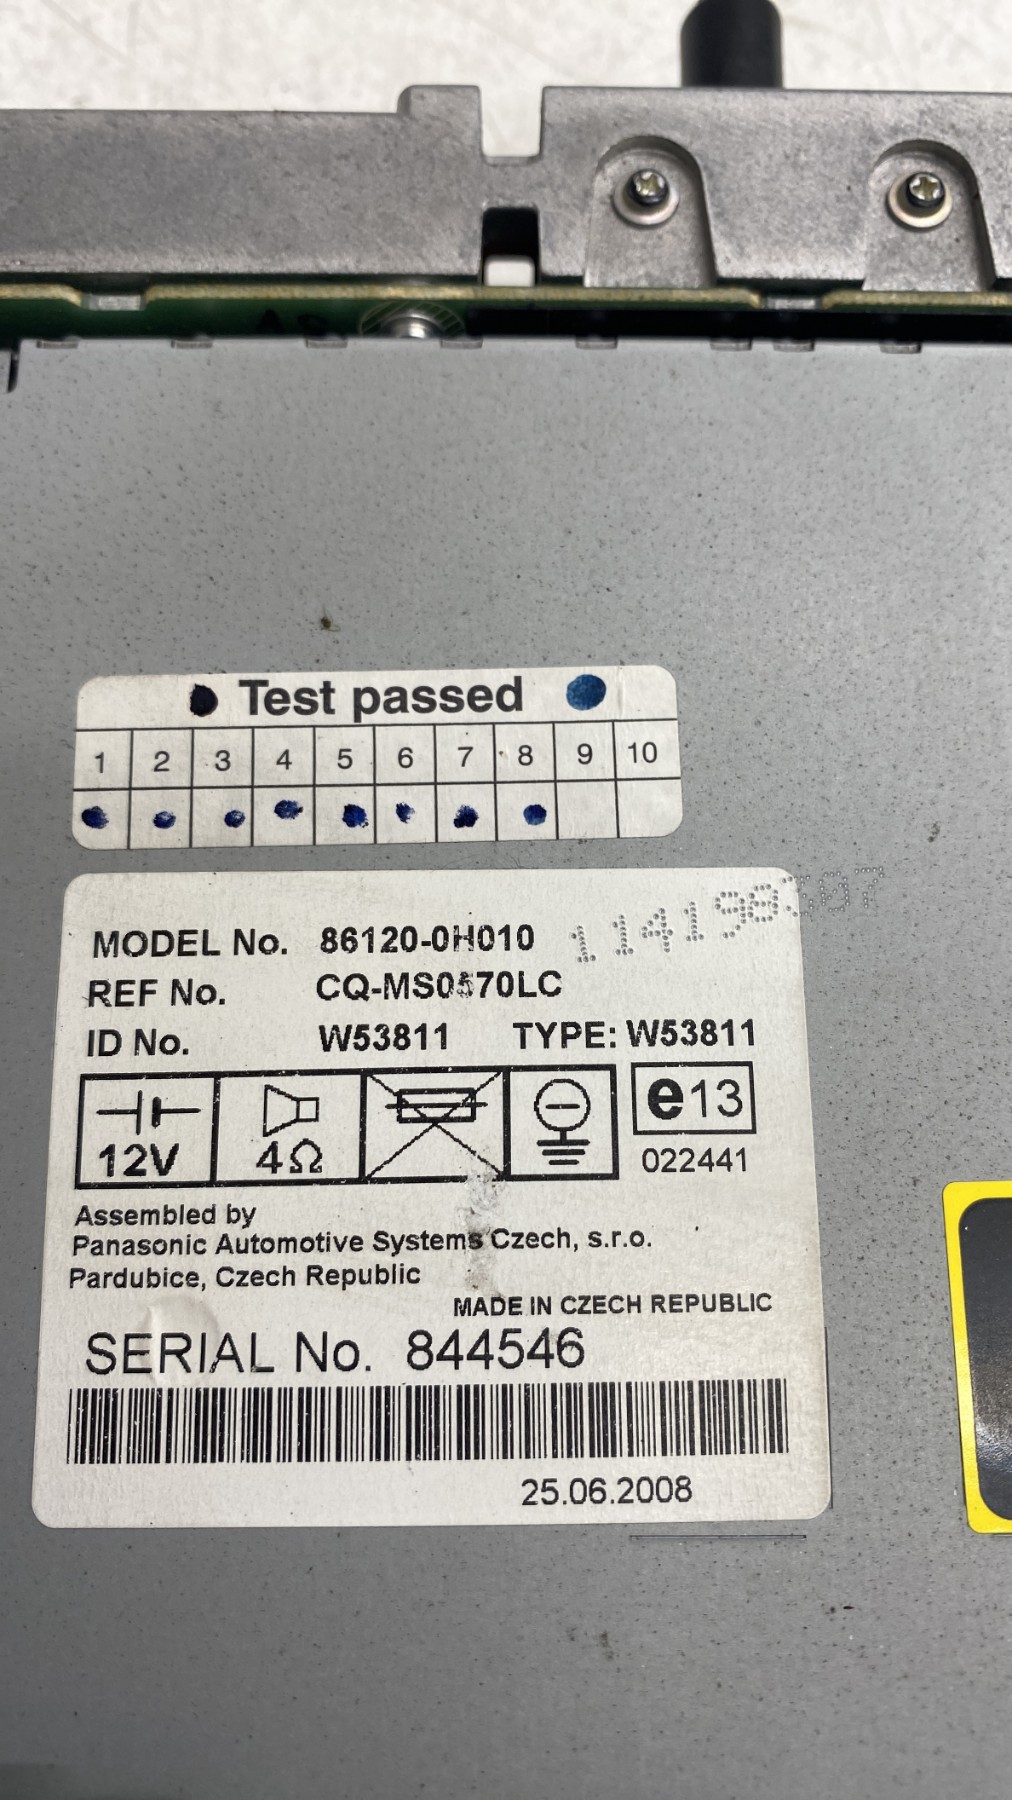 Test passed
1 2 3 4 5 6 7 8 9 10
MODEL No. 86120-0H010
REF No. CQ-MS0570LC
ID No. W53811 TYPE: W53811
12V 4Ω e13
022441
Assembled by
Panasonic Automotive Systems Czech, s.r.o.
Pardubice, Czech Republic
MADE IN CZECH REPUBLIC
SERIAL No. 844546
25.06.2008